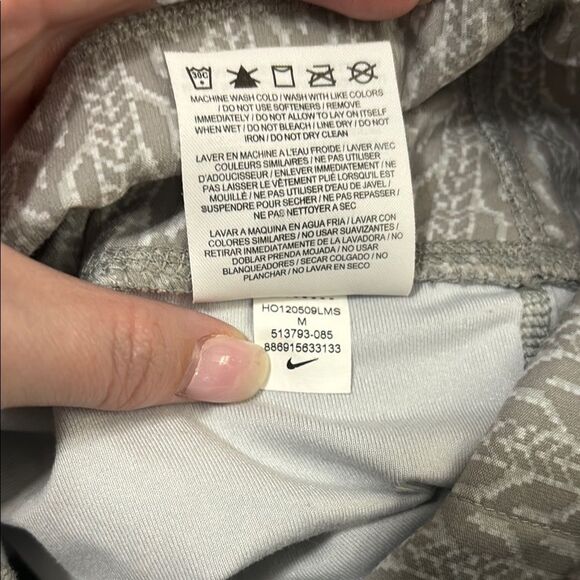 30C
MACHINE WASH COLD / WASH WITH LIKE COLORS
/ DO NOT USE SOFTENERS / REMOVE
IMMEDIATELY / DO NOT ALLOW TO LAY ON ITSELF
WHEN WET / DO NOT BLEACH / LINE DRY / DO NOT
IRON / DO NOT DRY CLEAN
LAVER EN MACHINE A L'EAU FROIDE / LAVER AVEC
COULEURS SIMILAIRES / NE PAS UTILISER
D'ADOUCISSEUR / ENLEVER IMMEDIATEMENT /
PAS LAISSER LE VÊTEMENT PLIÉ LORSQU'IL EST
MOUILLÉ / NE PAS UTILISER D'EAU DE JAVEL /
SUSPENDRE POUR SÉCHER / NE PAS REPASSER /
NE PAS NETTOYER A SEC
LAVAR A MAQUINA EN AGUA FRIA / LAVAR CON
COLORES SIMILARES / NO USAR SUAVIZANTES /
RETIRAR INMEDIATAMENTE DE LA LAVADORA / NO
DOBLAR PRENDA MOJADA / NO USAR
BLANQUEADORES / SECAR COLGADO / NO
PLANCHAR / NO LAVAR EN SECO
HO120509LMS
M
513793-085
886915633133